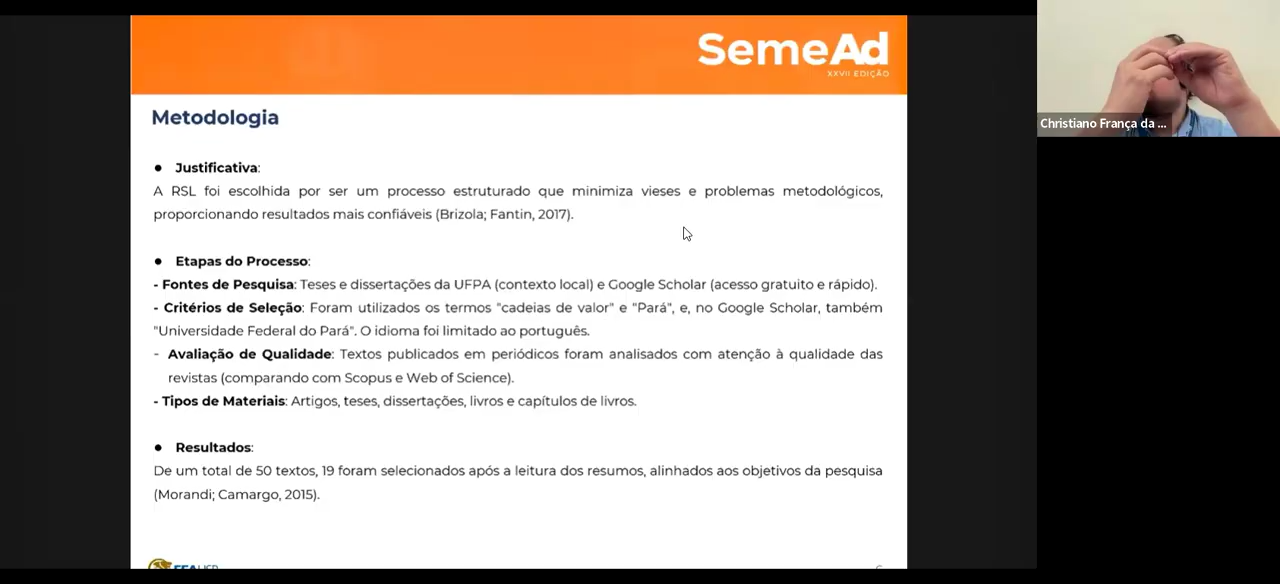 SemeAd
XXVII EDIÇÃO
Metodologia
● Justificativa:
A RSL foi escolhida por ser um processo estruturado que minimiza vieses e problemas metodológicos,
proporcionando resultados mais confiáveis (Brizola; Fantin, 2017).
● Etapas do Processo:
- Fontes de Pesquisa: Teses e dissertações da UFPA (contexto local) e Google Scholar (acesso gratuito e rápido).
- Critérios de Seleção: Foram utilizados os termos "cadeias de valor" e "Pará", e, no Google Scholar, também
"Universidade Federal do Pará". O idioma foi limitado ao português.
- Avaliação de Qualidade: Textos publicados em periódicos foram analisados com atenção à qualidade das
revistas (comparando com Scopus e Web of Science).
- Tipos de Materiais: Artigos, teses, dissertações, livros e capítulos de livros.
● Resultados:
De um total de 50 textos, 19 foram selecionados após a leitura dos resumos, alinhados aos objetivos da pesquisa
(Morandi; Camargo, 2015).
Christiano França da ...